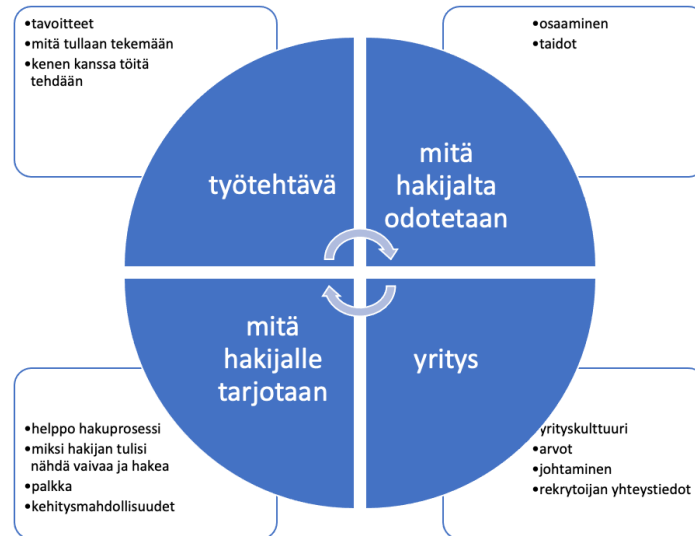 •tavoitteet
•mitä tullaan tekemään
•kenen kanssa töitä
tehdään
•osaaminen
•taidot
työtehtävä
mitä
hakijalta
odotetaan
mitä
hakijalle
tarjotaan
yritys
•helppo hakuprosessi
•miksi hakijan tulisi
nähdä vaivaa ja hakea
•palkka
•kehitysmahdollisuudet
yrityskulttuuri
•arvot
•johtaminen
•rekrytoijan yhteystiedot